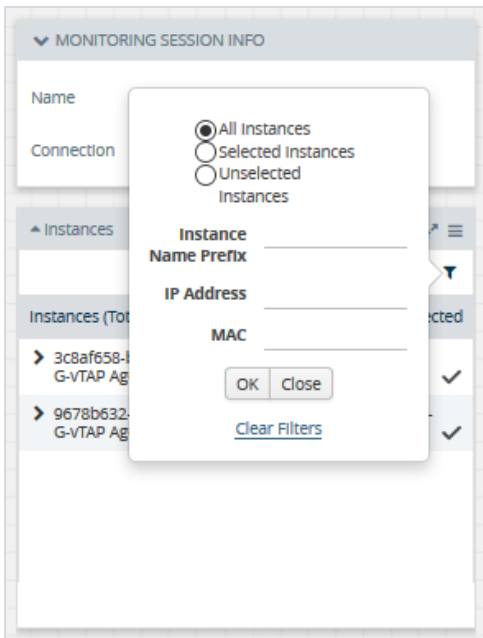 MONITORING SESSION INFO
Name
Connection
All Instances
Selected Instances
Unselected
Instances
Instances
Instance
Name Prefix
IP Address
MAC
OK Close
Clear Filters
Instances (Tot
ected
3c8af658-
G-vTAP Ag
9678b632-
G-vTAP Ag